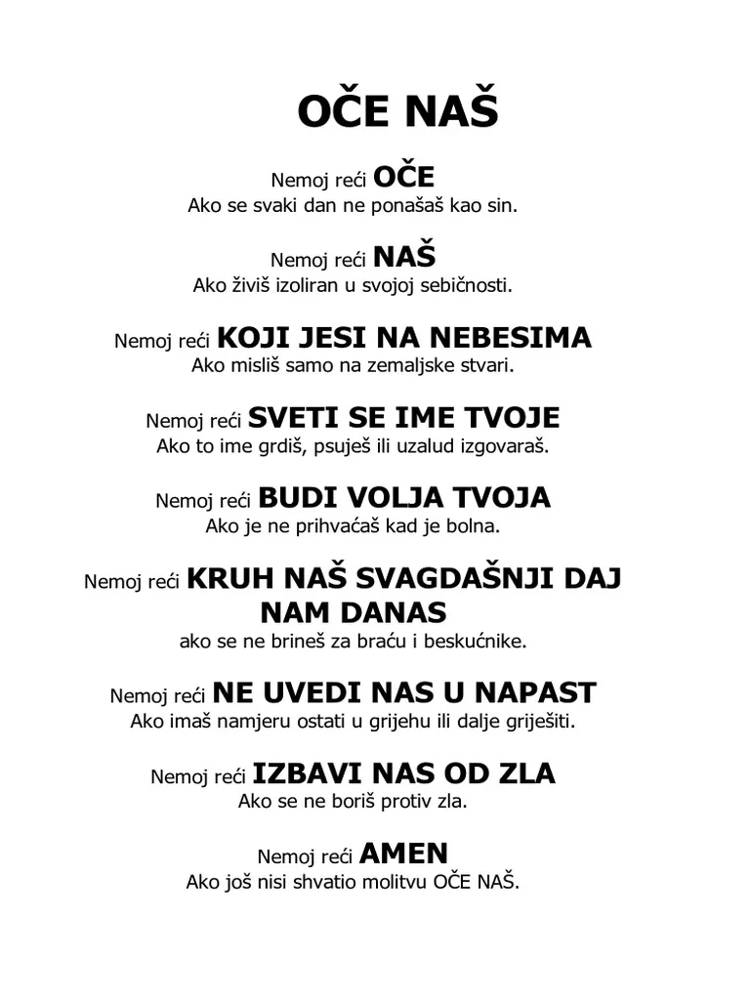 OČE NAŠ
Nemoj reći OČE
Ako se svaki dan ne ponašaš kao sin.
Nemoj reći NAŠ
Ako živiš izoliran u svojoj sebičnosti.
Nemoj reći KOJI JESI NA NEBESIMA
Ako misliš samo na zemaljske stvari.
Nemoj reći SVETI SE IME TVOJE
Ako to ime grdiš, psuješ ili uzalud izgovaraš.
Nemoj reći BUDI VOLJA TVOJA
Ako je ne prihvaćaš kad je bolna.
Nemoj reći KRUH NAŠ SVAGDAŠNJI DAJ
NAM DANAS
ako se ne brineš za braću i beskućnike.
Nemoj reći NE UVEDI NAS U NAPAST
Ako imaš namjeru ostati u grijehu ili dalje griješiti.
Nemoj reći IZBAVI NAS OD ZLA
Ako se ne boriš protiv zla.
Nemoj reći AMEN
Ako još nisi shvatio molitvu OČE NAŠ.